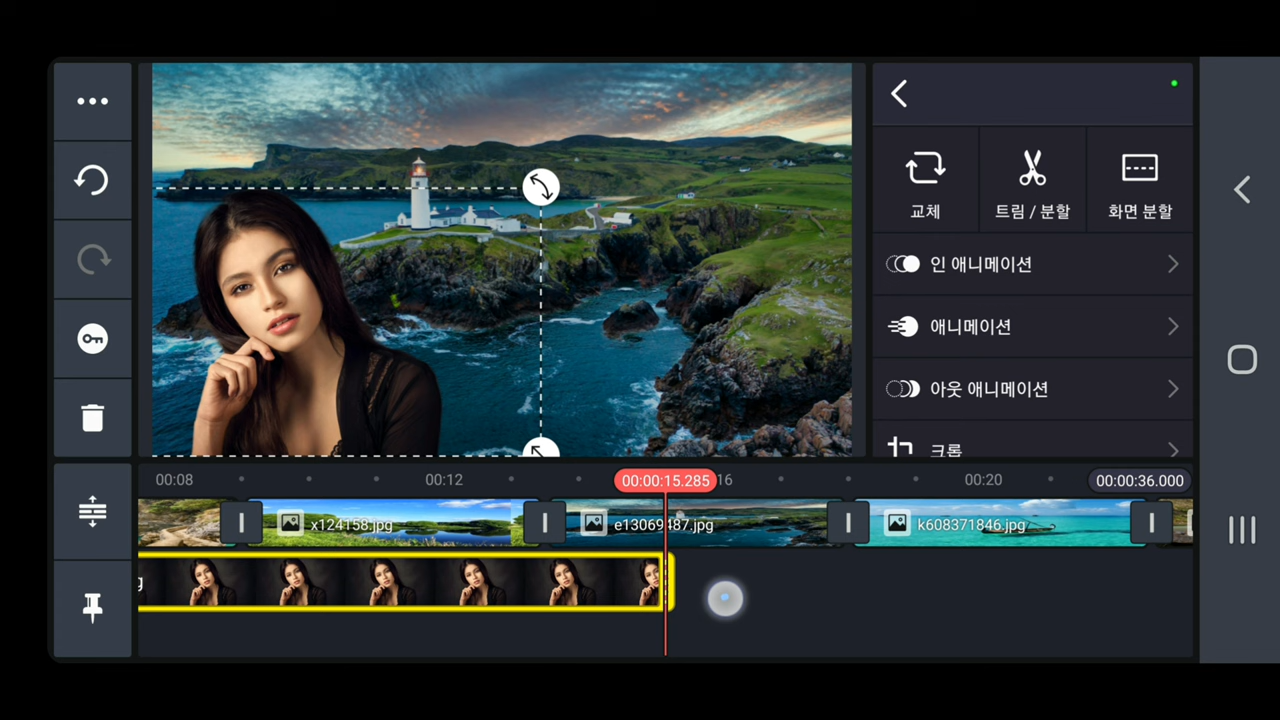 교체
트림 / 분할
화면 분할
인 애니메이션
애니메이션
아웃 애니메이션
크롭
00:08
00:12
00:00:15.285
16
00:20
00:00:36.000
x124158.jpg
e13069487.jpg
k608371846.jpg
g